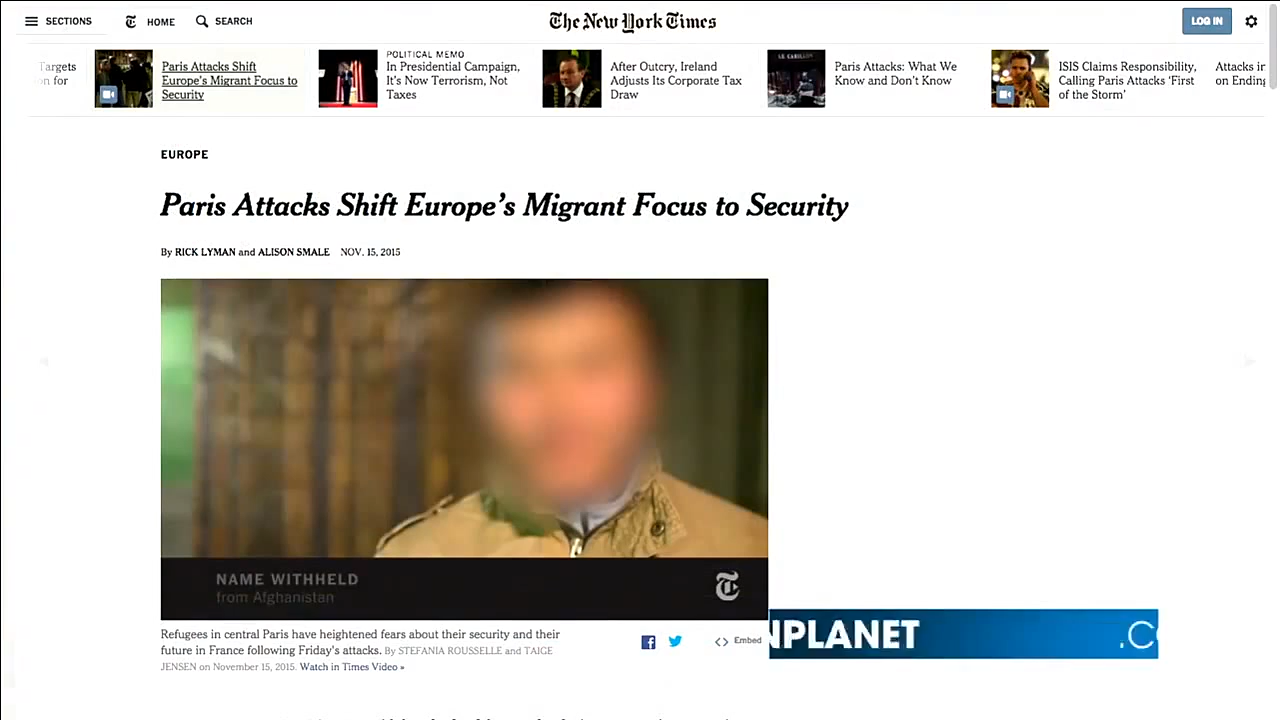 SECTIONS
HOME
SEARCH
The New York Times
LOG IN
Targets
on for
Paris Attacks Shift
Europe's Migrant Focus to
Security
POLITICAL MEMO
In Presidential Campaign,
It's Now Terrorism, Not
Taxes
After Outcry, Ireland
Adjusts Its Corporate Tax
Draw
LE CARILLON
Paris Attacks: What We
Know and Don't Know
ISIS Claims Responsibility,
Calling Paris Attacks 'First
of the Storm'
Attacks in
on Ending
EUROPE
Paris Attacks Shift Europe's Migrant Focus to Security
By RICK LYMAN and ALISON SMALE NOV. 15, 2015
NAME WITHHELD
from Afghanistan
Refugees in central Paris have heightened fears about their security and their
future in France following Friday's attacks. By STEFANIA ROUSSELLE and TAIGE
JENSEN on November 15, 2015. Watch in Times Video »
Embed
NPLANET
.C